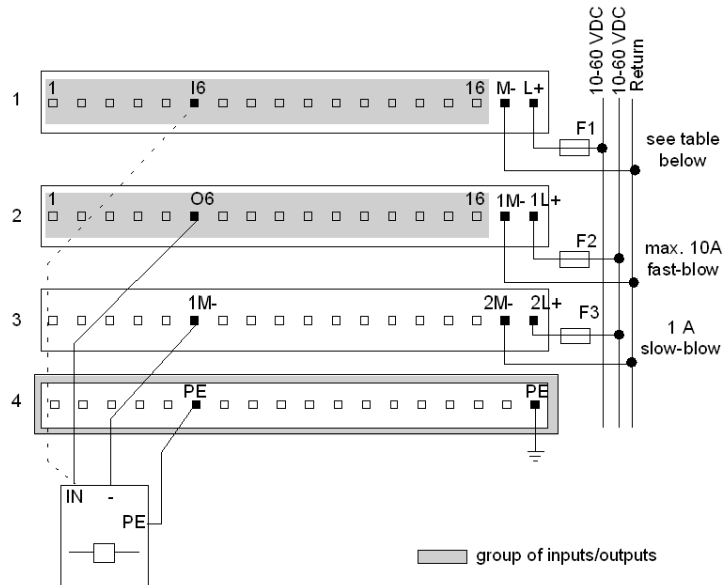 10-60 VDC
10-60 VDC
Return
1 I6 16 M- L+
1
F1
see table
below
1 O6 16 1M- 1L+
2
F2
max. 10A
fast-blow
1M- 2M- 2L+
3
F3
1 A
slow-blow
4
PE PE
IN -
PE
group of inputs/outputs